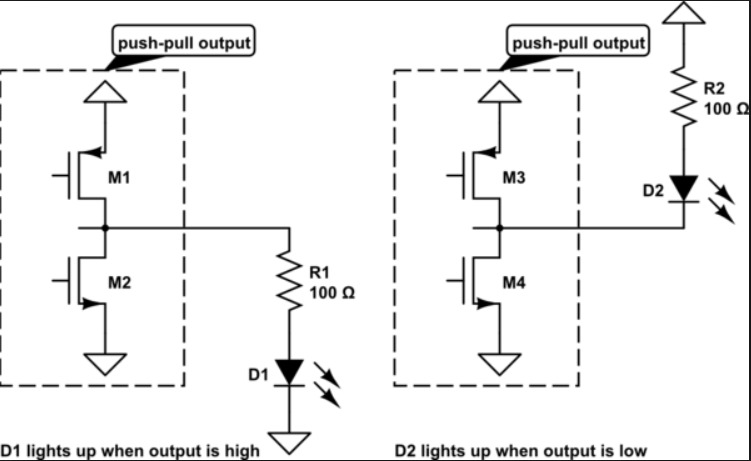 push-pull output
M1
M2
R1
100 Ω
D1
D1 lights up when output is high
push-pull output
M3
M4
R2
100 Ω
D2
D2 lights up when output is low